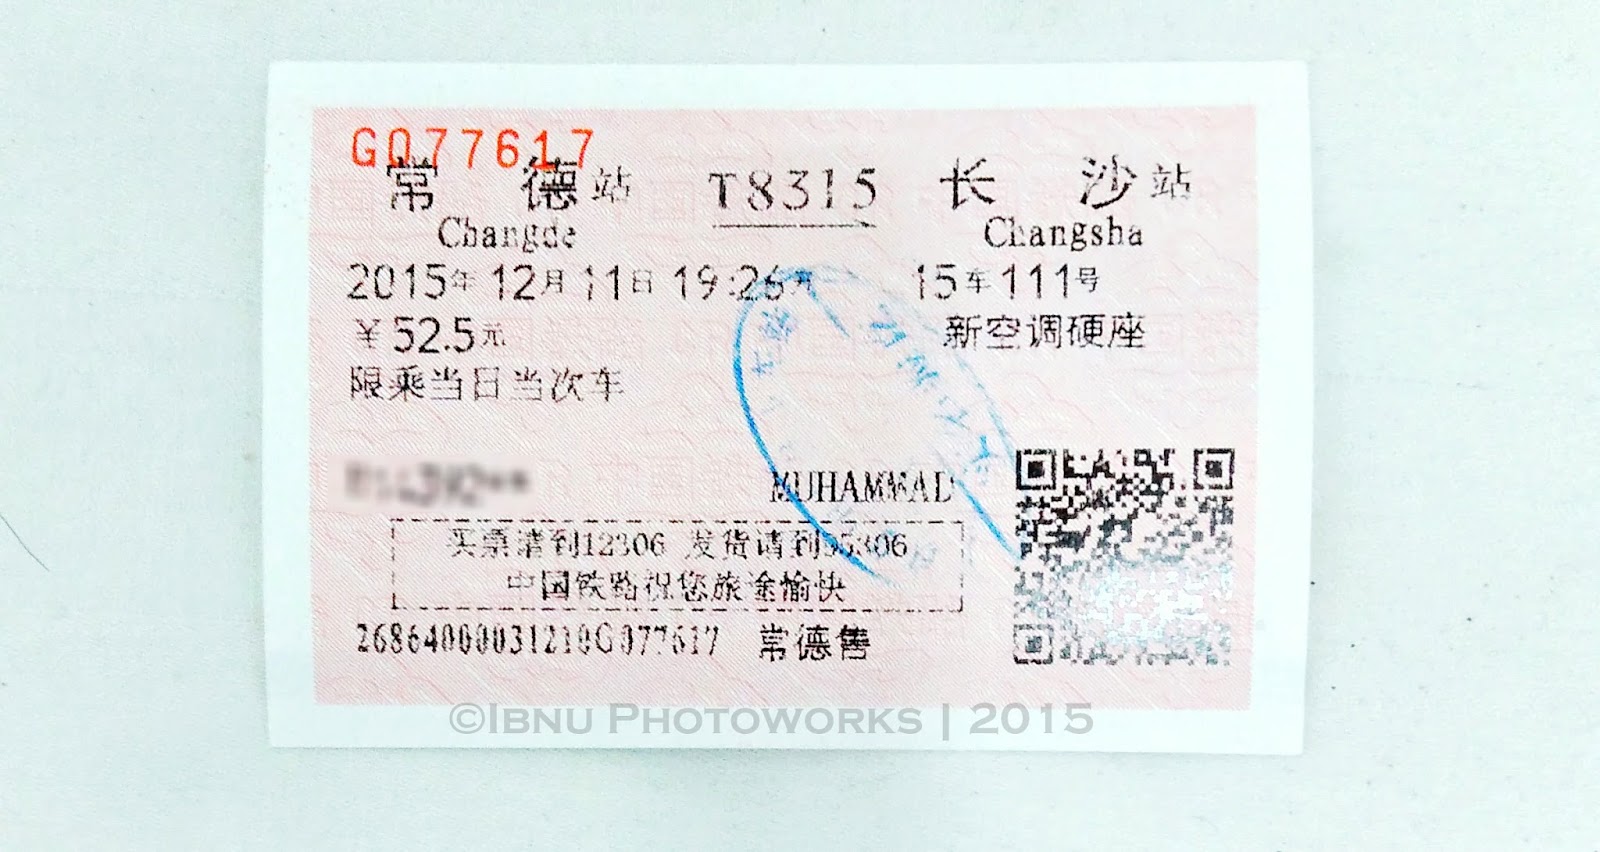 G077617
常德站 T8315 长沙站
Changde Changsha
2015年12月11日19:26开 15车111号
￥52.5元 新空调硬座
限乘当日当次车
MUHAMMAD
买票请到12306 发货请到95306
中国铁路祝您旅途愉快
26864000031210G077617 常德售
©Ibnu Photoworks | 2015